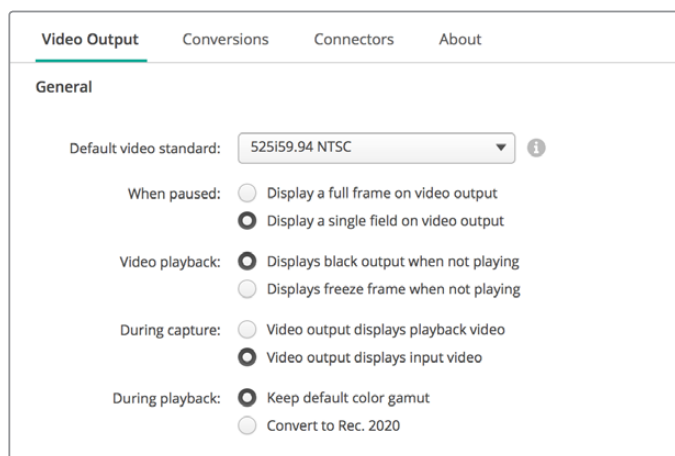 Video Output Conversions Connectors About
General
Default video standard: 525i59.94 NTSC
When paused: Display a full frame on video output
Display a single field on video output
Video playback: Displays black output when not playing
Displays freeze frame when not playing
During capture: Video output displays playback video
Video output displays input video
During playback: Keep default color gamut
Convert to Rec. 2020